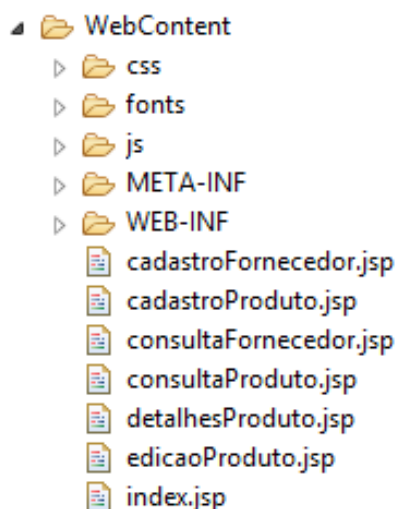 WebContent
css
fonts
js
META-INF
WEB-INF
cadastroFornecedor.jsp
cadastroProduto.jsp
consultaFornecedor.jsp
consultaProduto.jsp
detalhesProduto.jsp
edicaoProduto.jsp
index.jsp